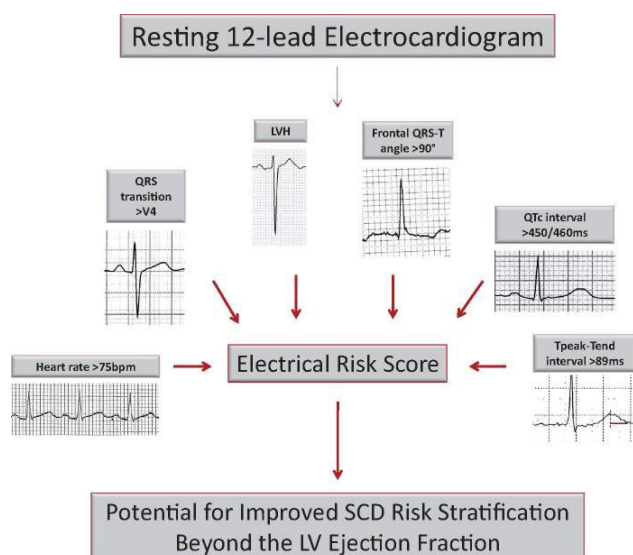 Resting 12-lead Electrocardiogram
LVH
Frontal QRS-T
angle >90°
QRS
transition
>V4
QTc interval
>450/460ms
Heart rate >75bpm
Electrical Risk Score
Tpeak-Tend
interval >89ms
Potential for Improved SCD Risk Stratification
Beyond the LV Ejection Fraction